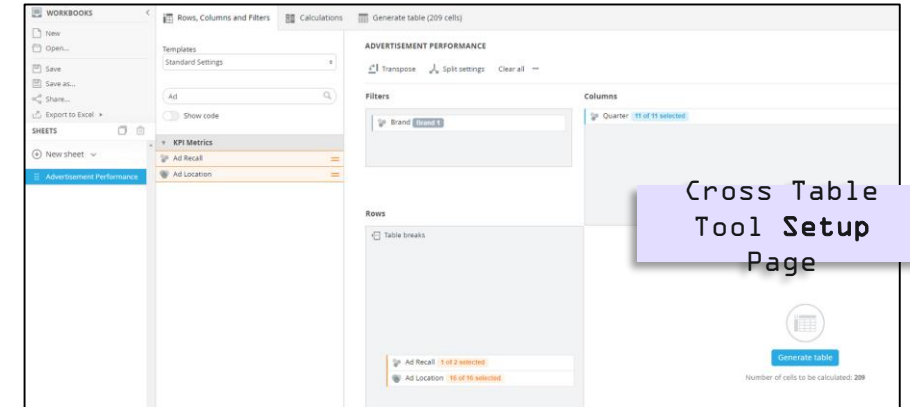 WORKBOOKS
New
Open...
Save
Save as...
Share...
Export to Excel
SHEETS
New sheet
Advertisement Performance
Rows, Columns and Filters
Calculations
Generate table (209 cells)
Templates
Standard Settings
Ad
Show code
KPI Metrics
Ad Recall
Ad Location
ADVERTISEMENT PERFORMANCE
Transpose
Split settings
Clear all
Filters
Brand Brand 1
Columns
Quarter 11 of 11 selected
Rows
Table breaks
Ad Recall 1 of 2 selected
Ad Location 16 of 16 selected
Cross Table
Tool Setup
Page
Generate table
Number of cells to be calculated: 209